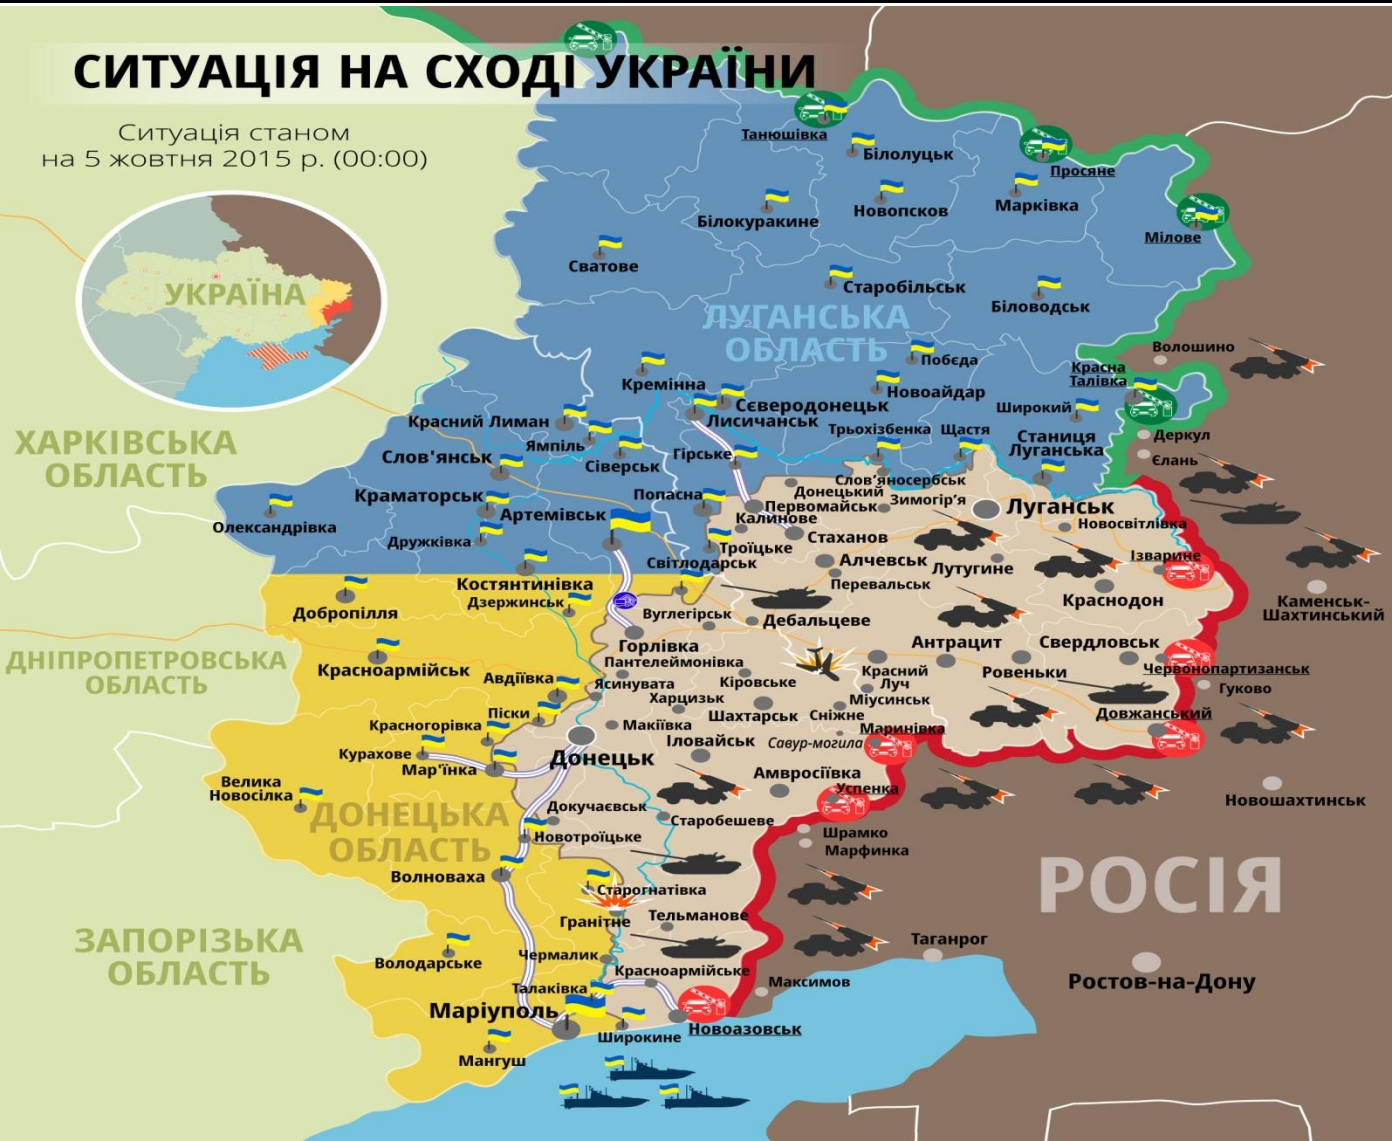 СИТУАЦІЯ НА СХОДІ УКРАЇНИ
Ситуація станом
на 5 жовтня 2015 р. (00:00)
УКРАЇНА
Танюшівка
Білолуцьк
Просяне
Білокуракине
Новопсков
Марківка
Мілове
Сватове
Старобільськ
Біловодськ
ЛУГАНСЬКА
ОБЛАСТЬ
Волошино
Побєда
Красна
Талівка
Кремінна
Новоайдар
Сєверодонецьк
Широкий
Лисичанськ
Красний Лиман
Трьохізбенка
Щастя
Станиця
Луганська
Деркул
ХАРКІВСЬКА
ОБЛАСТЬ
Ямпіль
Слов'янськ
Сіверськ
Гірське
Єлань
Слов'яносербськ
Краматорськ
Попасна
Донецький
Зимогір'я
Первомайськ
Луганськ
Артемівськ
Калинове
Новосвітлівка
Олександрівка
Дружківка
Троїцьке
Стаханов
Ізварине
Світлодарськ
Алчевськ
Лутугине
Костянтинівка
Перевальськ
Дзержинськ
Краснодон
Каменськ-
Шахтинський
Добропілля
Вуглегірськ
Дебальцеве
Горлівка
Антрацит
Свердловськ
ДНІПРОПЕТРОВСЬКА
ОБЛАСТЬ
Красноармійськ
Пантелеймонівка
Красний
Луч
Ровеньки
Червонопартизанськ
Авдіївка
Ясинувата
Кіровське
Гуково
Харцизьк
Міусинськ
Піски
Шахтарськ
Сніжне
Довжанський
Красногорівка
Макіївка
Маринівка
Курахове
Іловайськ
Савур-могила
Донецьк
Мар'їнка
Амвросіївка
Велика
Новосілка
Успенка
Новошахтинськ
ДОНЕЦЬКА
ОБЛАСТЬ
Докучаєвськ
Старобешеве
Новотроїцьке
Шрамко
Марфинка
Волноваха
РОСІЯ
Старогнатівка
Гранітне
Тельманове
ЗАПОРІЗЬКА
ОБЛАСТЬ
Таганрог
Володарське
Чермалик
Красноармійське
Максимов
Ростов-на-Дону
Талаківка
Маріуполь
Широкине
Новоазовськ
Мангуш